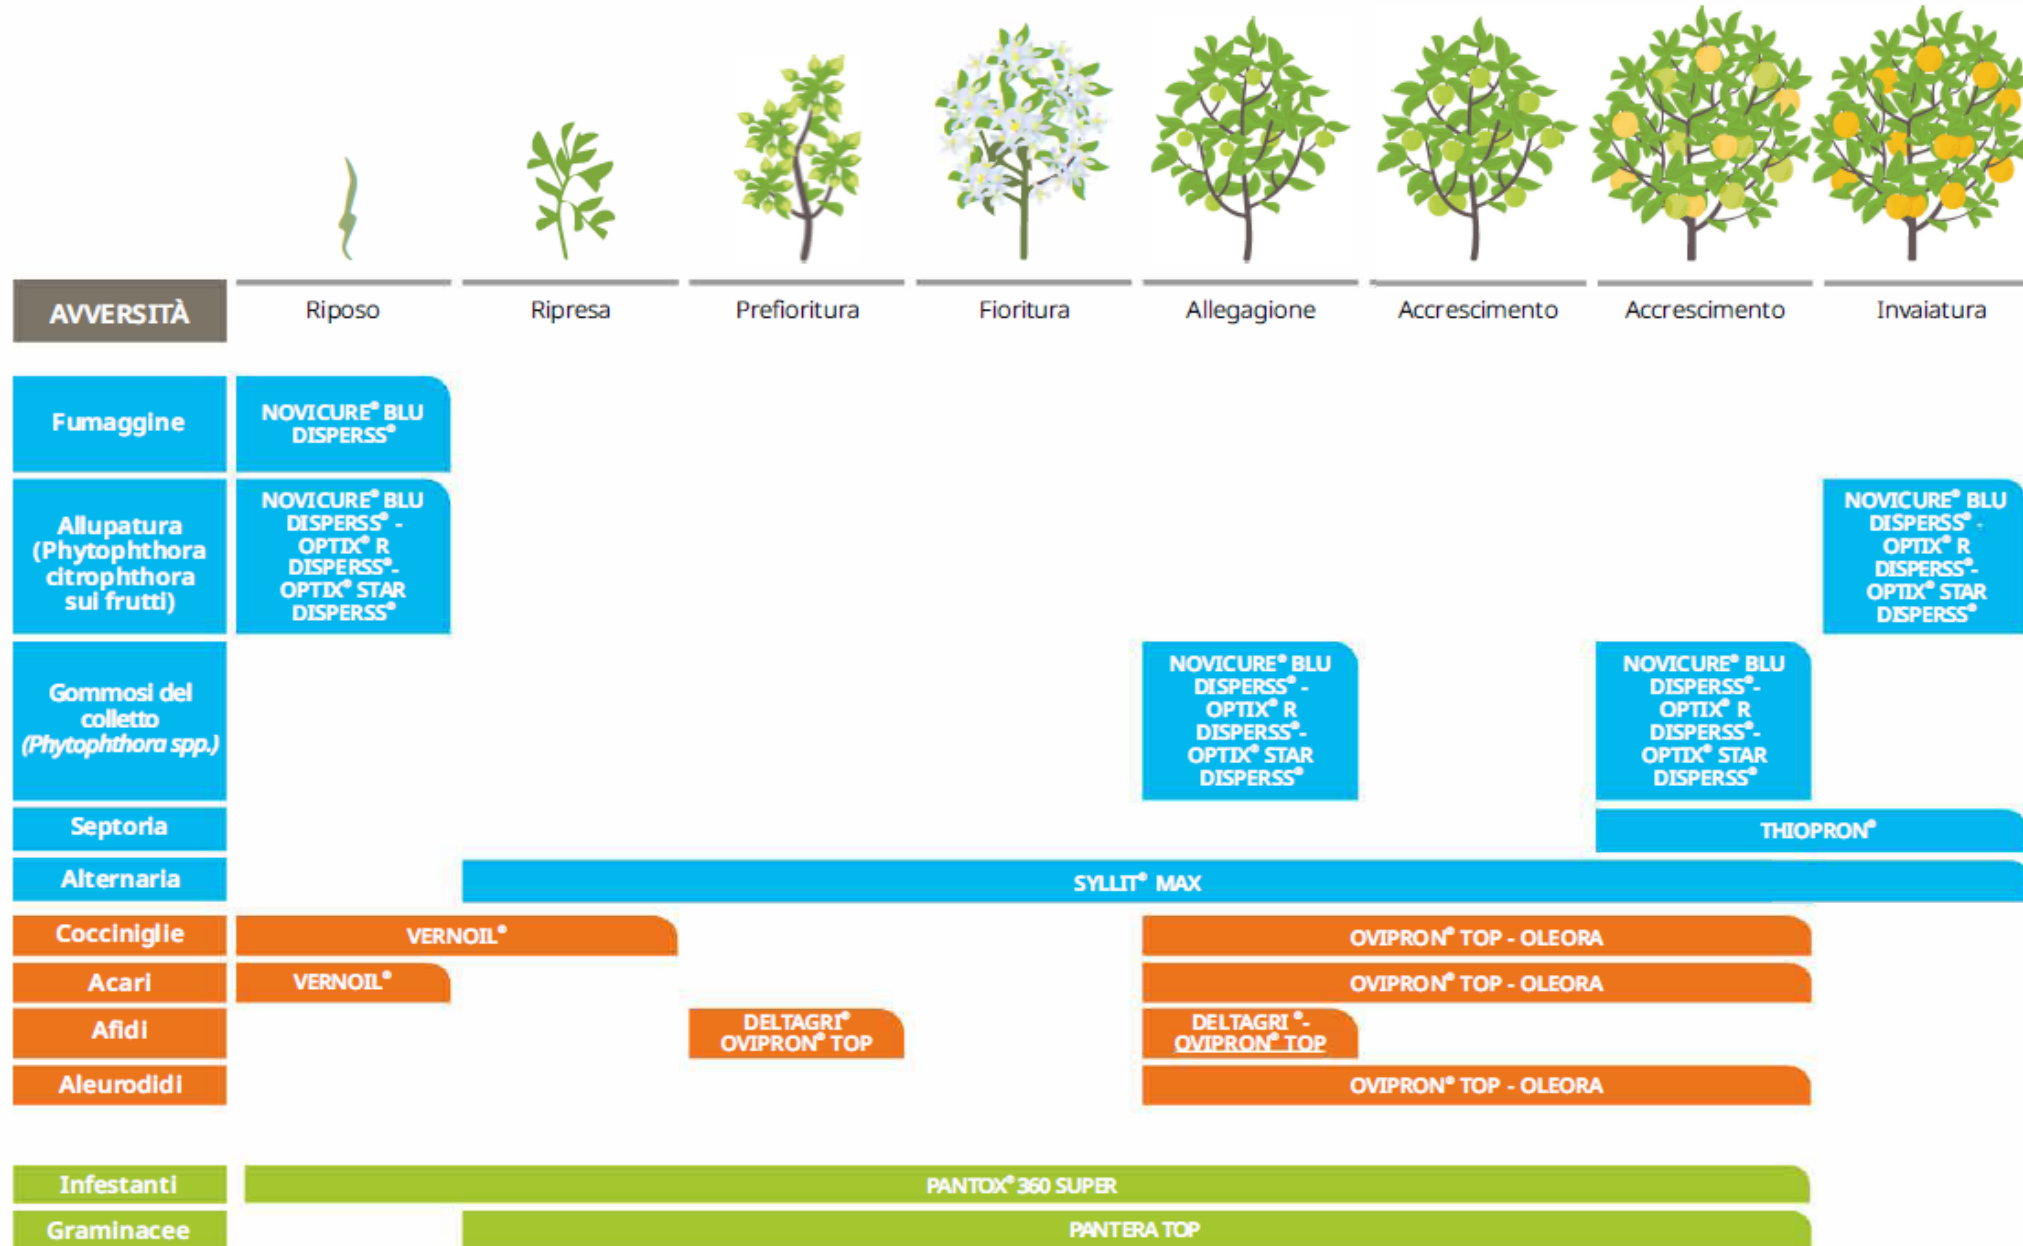 AVVERSITÀ
Riposo
Ripresa
Prefioritura
Fioritura
Allegagione
Accrescimento
Accrescimento
Invaiatura
Fumaggine
NOVICURE® BLU
DISPERSS®
Allupatura
(Phytophthora
citrophthora
sui frutti)
NOVICURE® BLU
DISPERSS® -
OPTIX® R
DISPERSS®-
OPTIX® STAR
DISPERSS®
NOVICURE® BLU
DISPERSS® -
OPTIX® R
DISPERSS®-
OPTIX® STAR
DISPERSS®
Gommosi del
colletto
(Phytophthora spp.)
NOVICURE® BLU
DISPERSS® -
OPTIX® R
DISPERSS®-
OPTIX® STAR
DISPERSS®
NOVICURE® BLU
DISPERSS®-
OPTIX® R
DISPERSS®-
OPTIX® STAR
DISPERSS®
Septoria
THIOPRON®
Alternaria
SYLLIT® MAX
Cocciniglie
VERNOIL®
OVIPRON® TOP - OLEORA
Acari
VERNOIL®
OVIPRON® TOP - OLEORA
Afidi
DELTAGRI®
OVIPRON® TOP
DELTAGRI ®-
OVIPRON® TOP
Aleurodidi
OVIPRON® TOP - OLEORA
Infestanti
PANTOX® 360 SUPER
Graminacee
PANTERA TOP